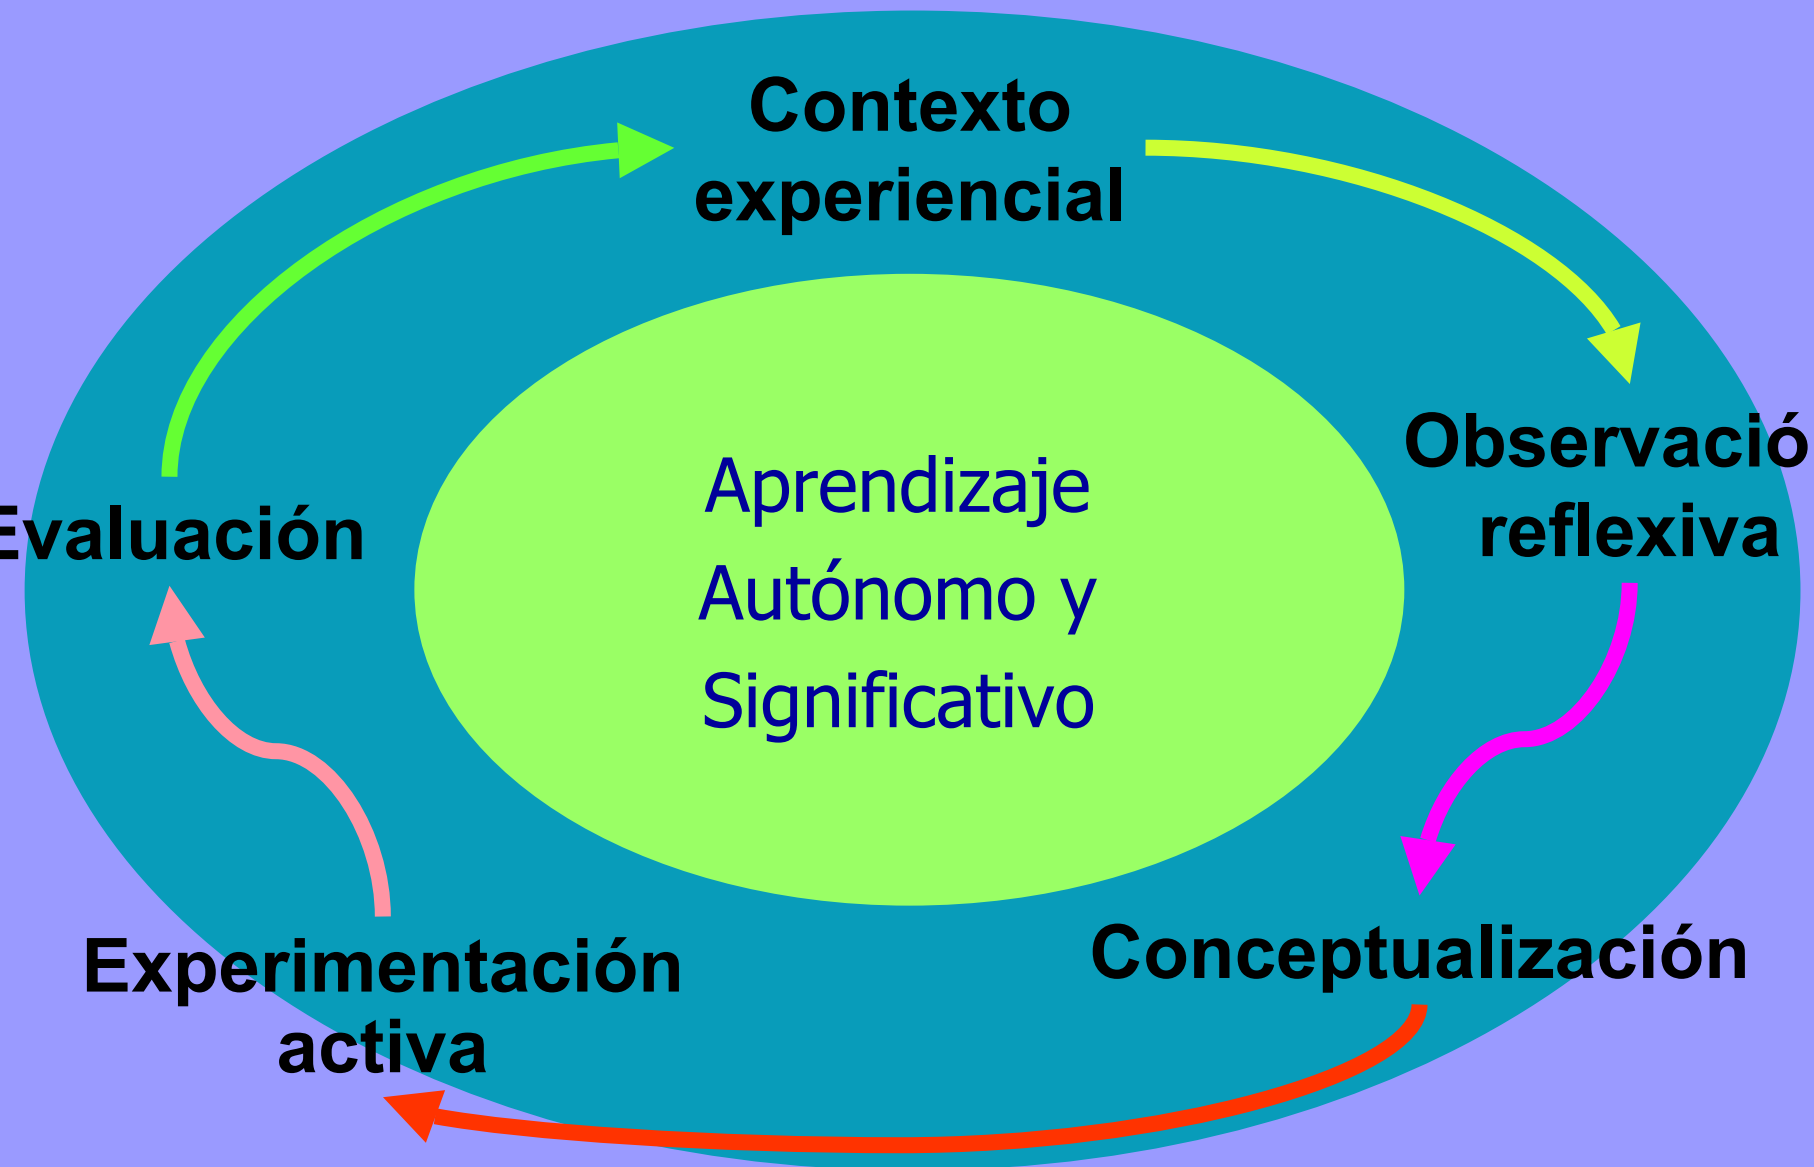 Contexto
experiencial
Observació
reflexiva
Conceptualización
Experimentación
activa
Evaluación
Aprendizaje
Autónomo y
Significativo